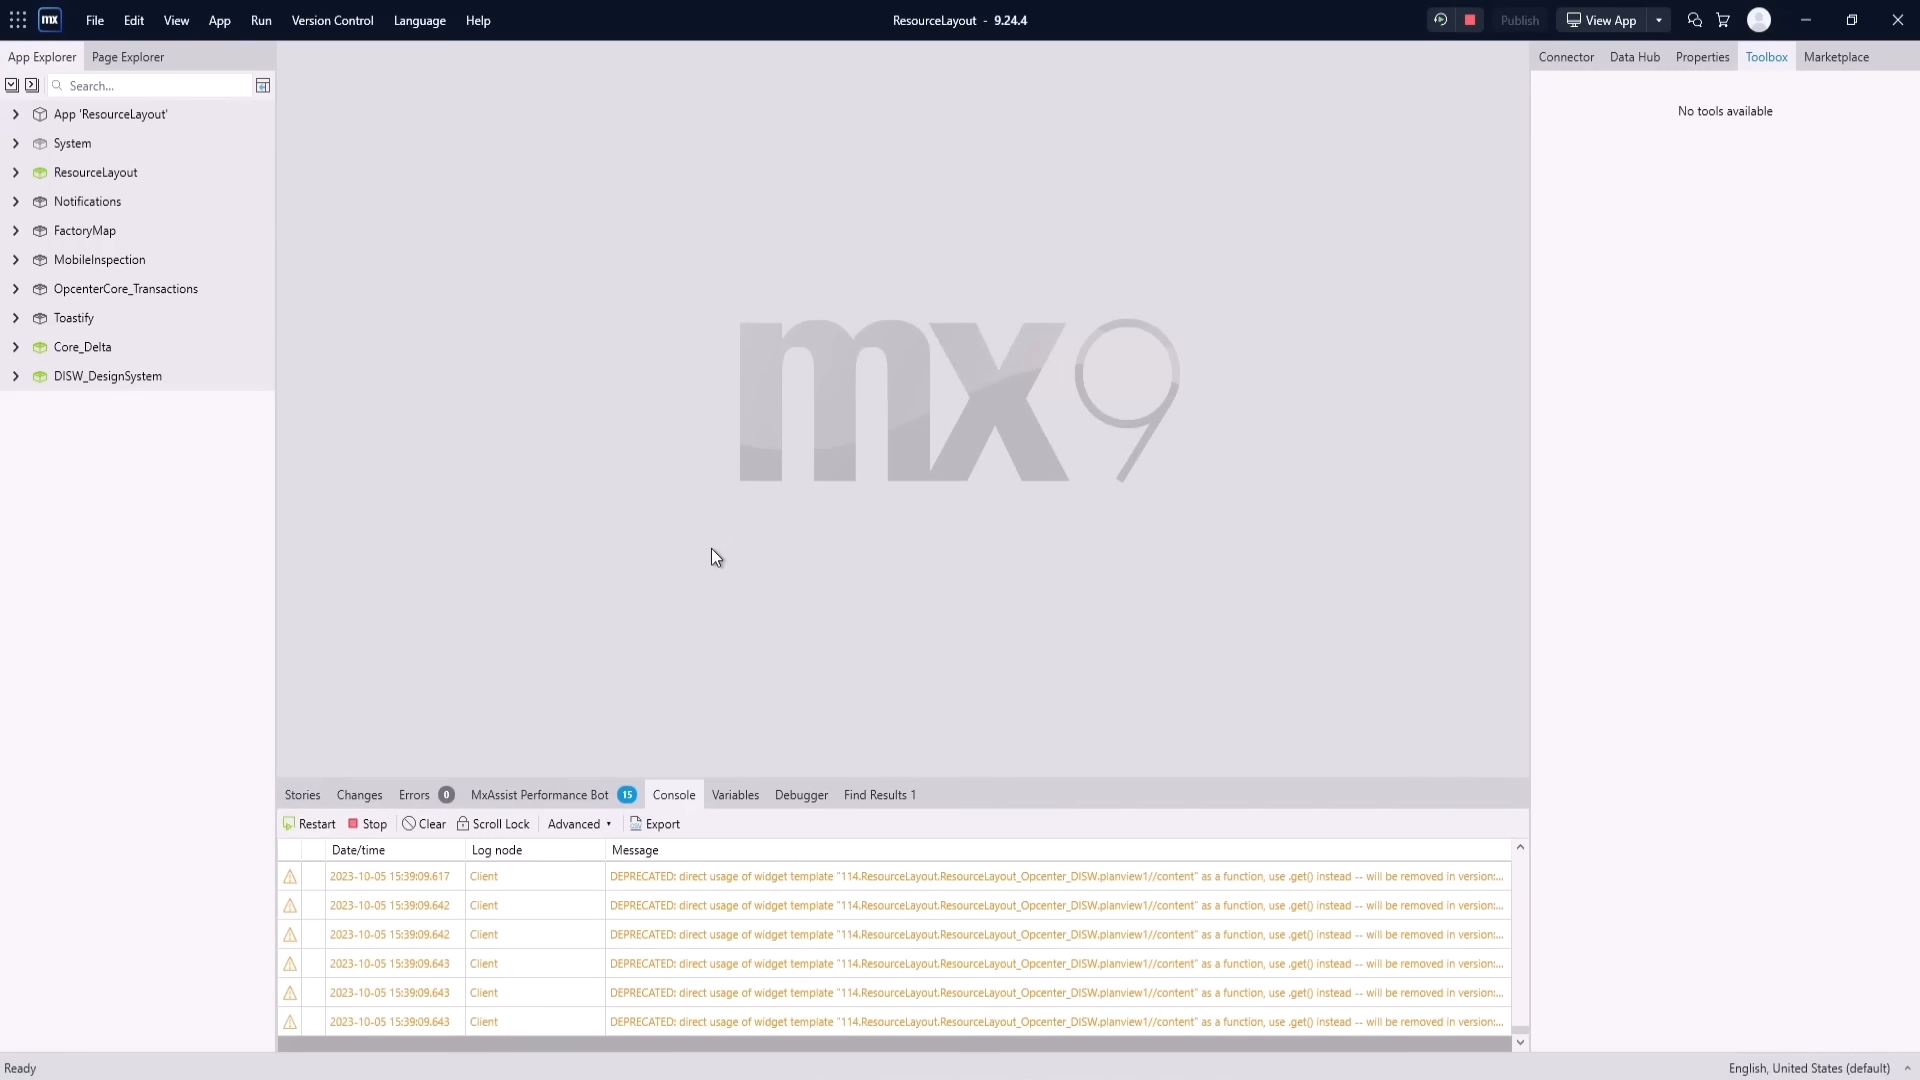 mx File Edit View App Run Version Control Language Help ResourceLayout - 9.24.4 Publish View App
App Explorer Page Explorer
Search...
App 'ResourceLayout'
System
ResourceLayout
Notifications
FactoryMap
MobileInspection
OpcenterCore_Transactions
Toastify
Core_Delta
DISW_DesignSystem
mx9
Connector Data Hub Properties Toolbox Marketplace
No tools available
Stories Changes Errors 0 MxAssist Performance Bot 15 Console Variables Debugger Find Results 1
Restart Stop Clear Scroll Lock Advanced Export
Date/time Log node Message
2023-10-05 15:39:09.617 Client DEPRECATED: direct usage of widget template "114.ResourceLayout.ResourceLayout_Opcenter_DISW.planview1//content" as a function, use .get() instead -- will be removed in version:...
2023-10-05 15:39:09.642 Client DEPRECATED: direct usage of widget template "114.ResourceLayout.ResourceLayout_Opcenter_DISW.planview1//content" as a function, use .get() instead -- will be removed in version:...
2023-10-05 15:39:09.642 Client DEPRECATED: direct usage of widget template "114.ResourceLayout.ResourceLayout_Opcenter_DISW.planview1//content" as a function, use .get() instead -- will be removed in version:...
2023-10-05 15:39:09.643 Client DEPRECATED: direct usage of widget template "114.ResourceLayout.ResourceLayout_Opcenter_DISW.planview1//content" as a function, use .get() instead -- will be removed in version:...
2023-10-05 15:39:09.643 Client DEPRECATED: direct usage of widget template "114.ResourceLayout.ResourceLayout_Opcenter_DISW.planview1//content" as a function, use .get() instead -- will be removed in version:...
2023-10-05 15:39:09.643 Client DEPRECATED: direct usage of widget template "114.ResourceLayout.ResourceLayout_Opcenter_DISW.planview1//content" as a function, use .get() instead -- will be removed in version:...
Ready English, United States (default)